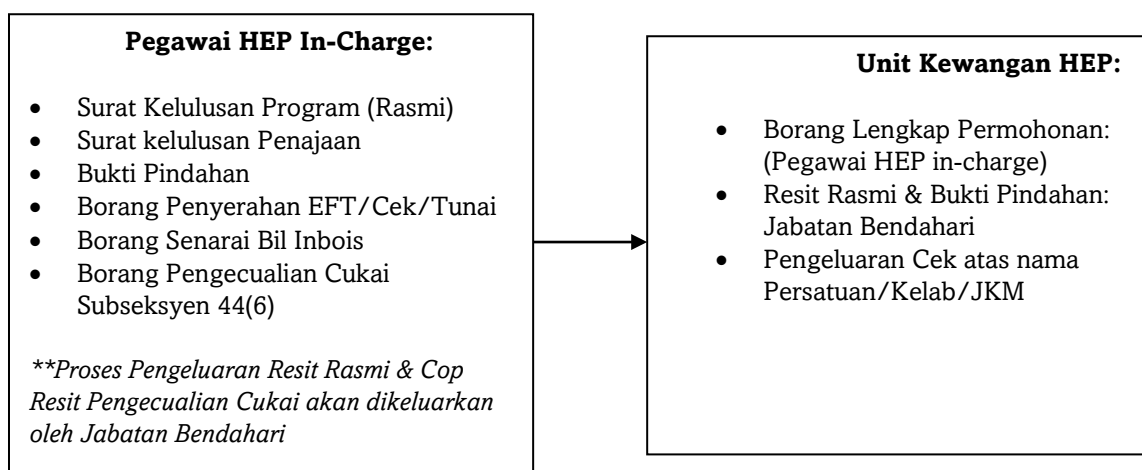 Pegawai HEP In-Charge:
• Surat Kelulusan Program (Rasmi)
• Surat kelulusan Penajaan
• Bukti Pindahan
• Borang Penyerahan EFT/Cek/Tunai
• Borang Senarai Bil Inbois
• Borang Pengecualian Cukai
Subseksyen 44(6)
**Proses Pengeluaran Resit Rasmi & Cop
Resit Pengecualian Cukai akan dikeluarkan
oleh Jabatan Bendahari
Unit Kewangan HEP:
• Borang Lengkap Permohonan:
(Pegawai HEP in-charge)
• Resit Rasmi & Bukti Pindahan:
Jabatan Bendahari
• Pengeluaran Cek atas nama
Persatuan/Kelab/JKM